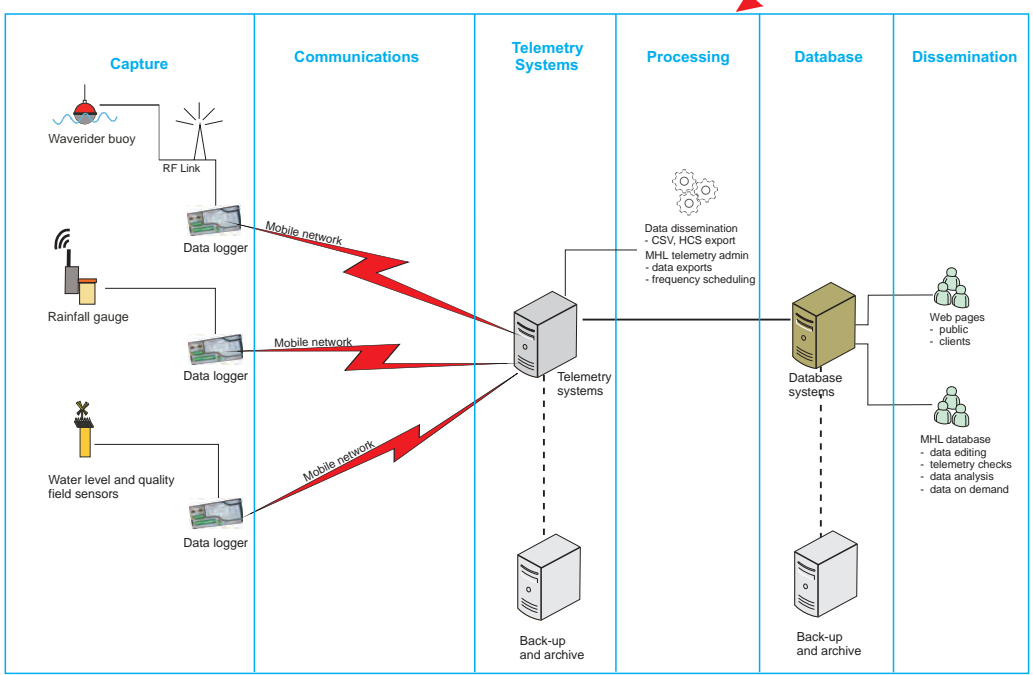 Capture
Communications
Telemetry
Systems
Processing
Database
Dissemination
Waverider buoy
RF Link
Data logger
Mobile network
Rainfall gauge
Data logger
Mobile network
Water level and quality
field sensors
Data logger
Mobile network
Telemetry
systems
Back-up
and archive
Data dissemination
- CSV, HCS export
MHL telemetry admin
- data exports
- frequency scheduling
Database
systems
Back-up
and archive
Web pages
- public
- clients
MHL database
- data editing
- telemetry checks
- data analysis
- data on demand